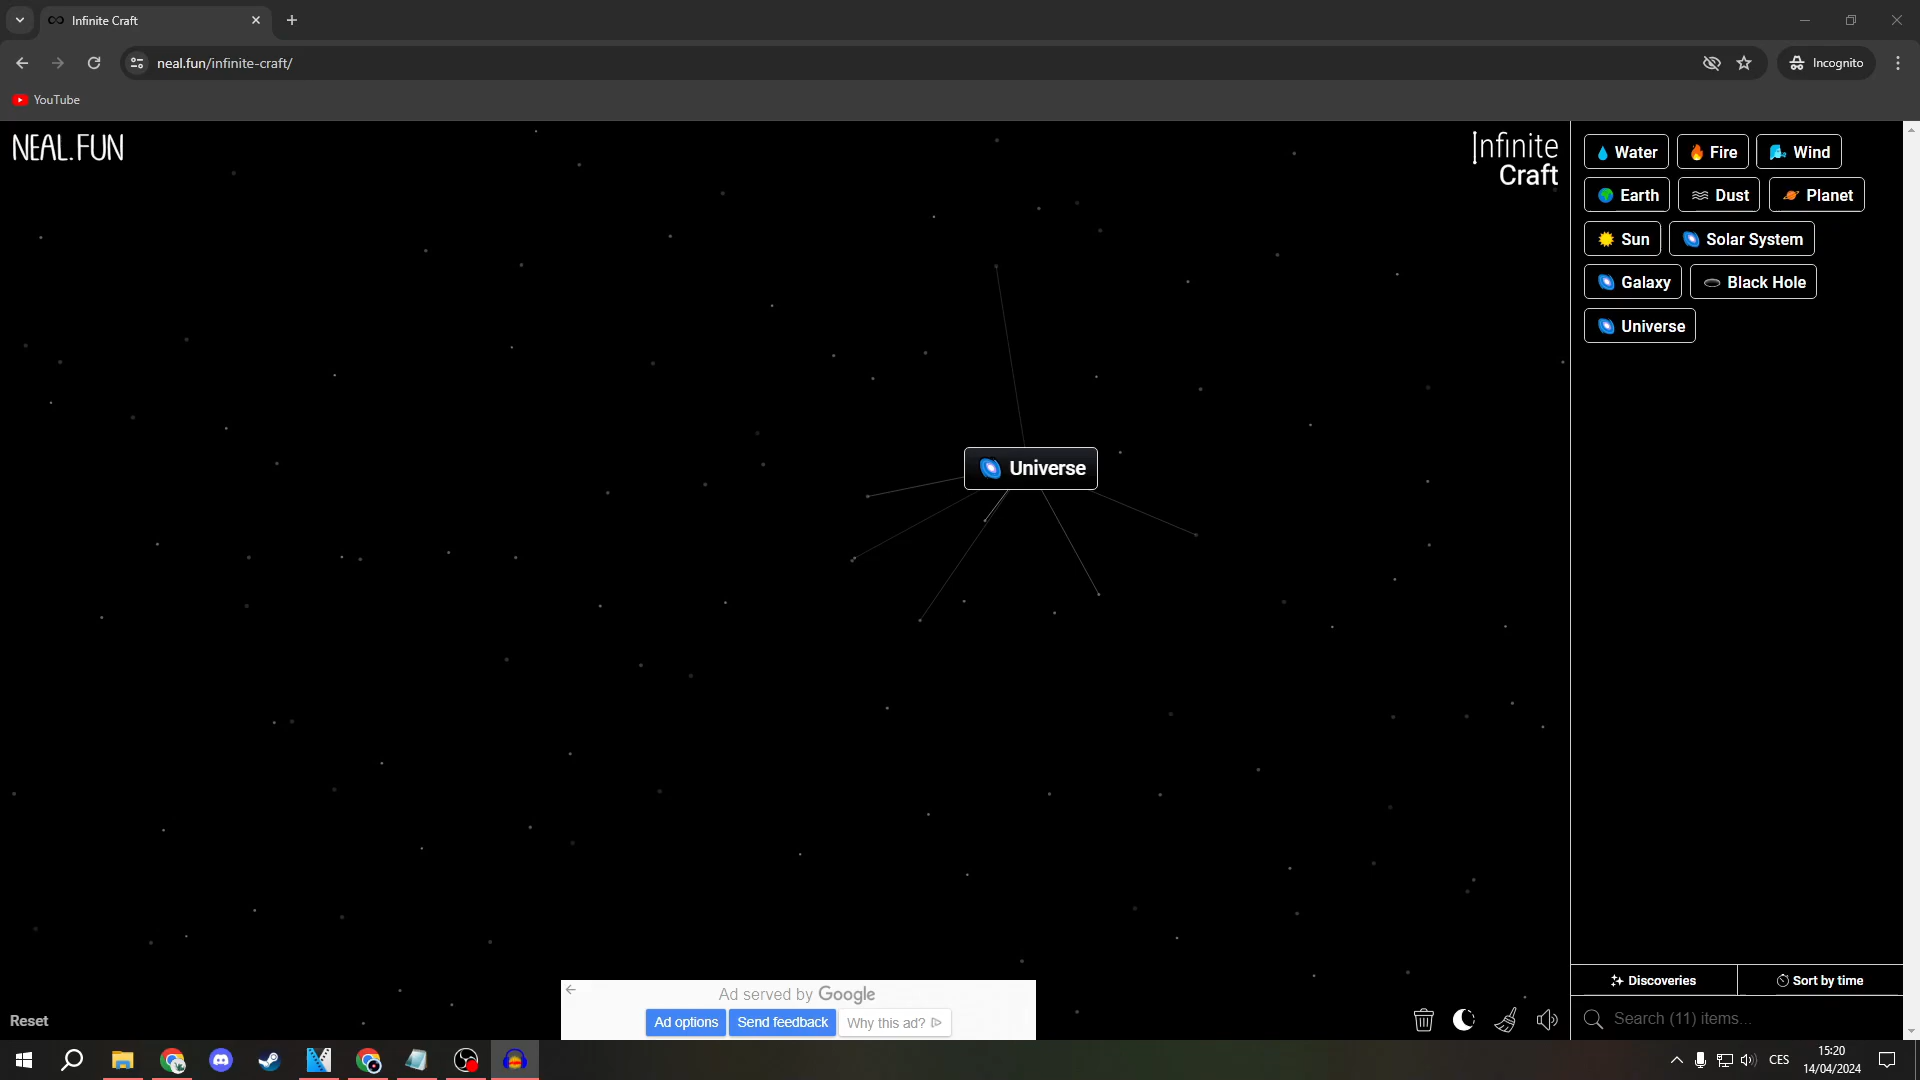 Infinite Craft
neal.fun/infinite-craft/
Incognito
YouTube
NEAL.FUN
Infinite
Craft
Water
Fire
Wind
Earth
Dust
Planet
Sun
Solar System
Galaxy
Black Hole
Universe
Universe
Discoveries
Sort by time
Search (11) items...
Reset
Ad served by Google
Ad options
Send feedback
Why this ad?
CES
15:20
14/04/2024